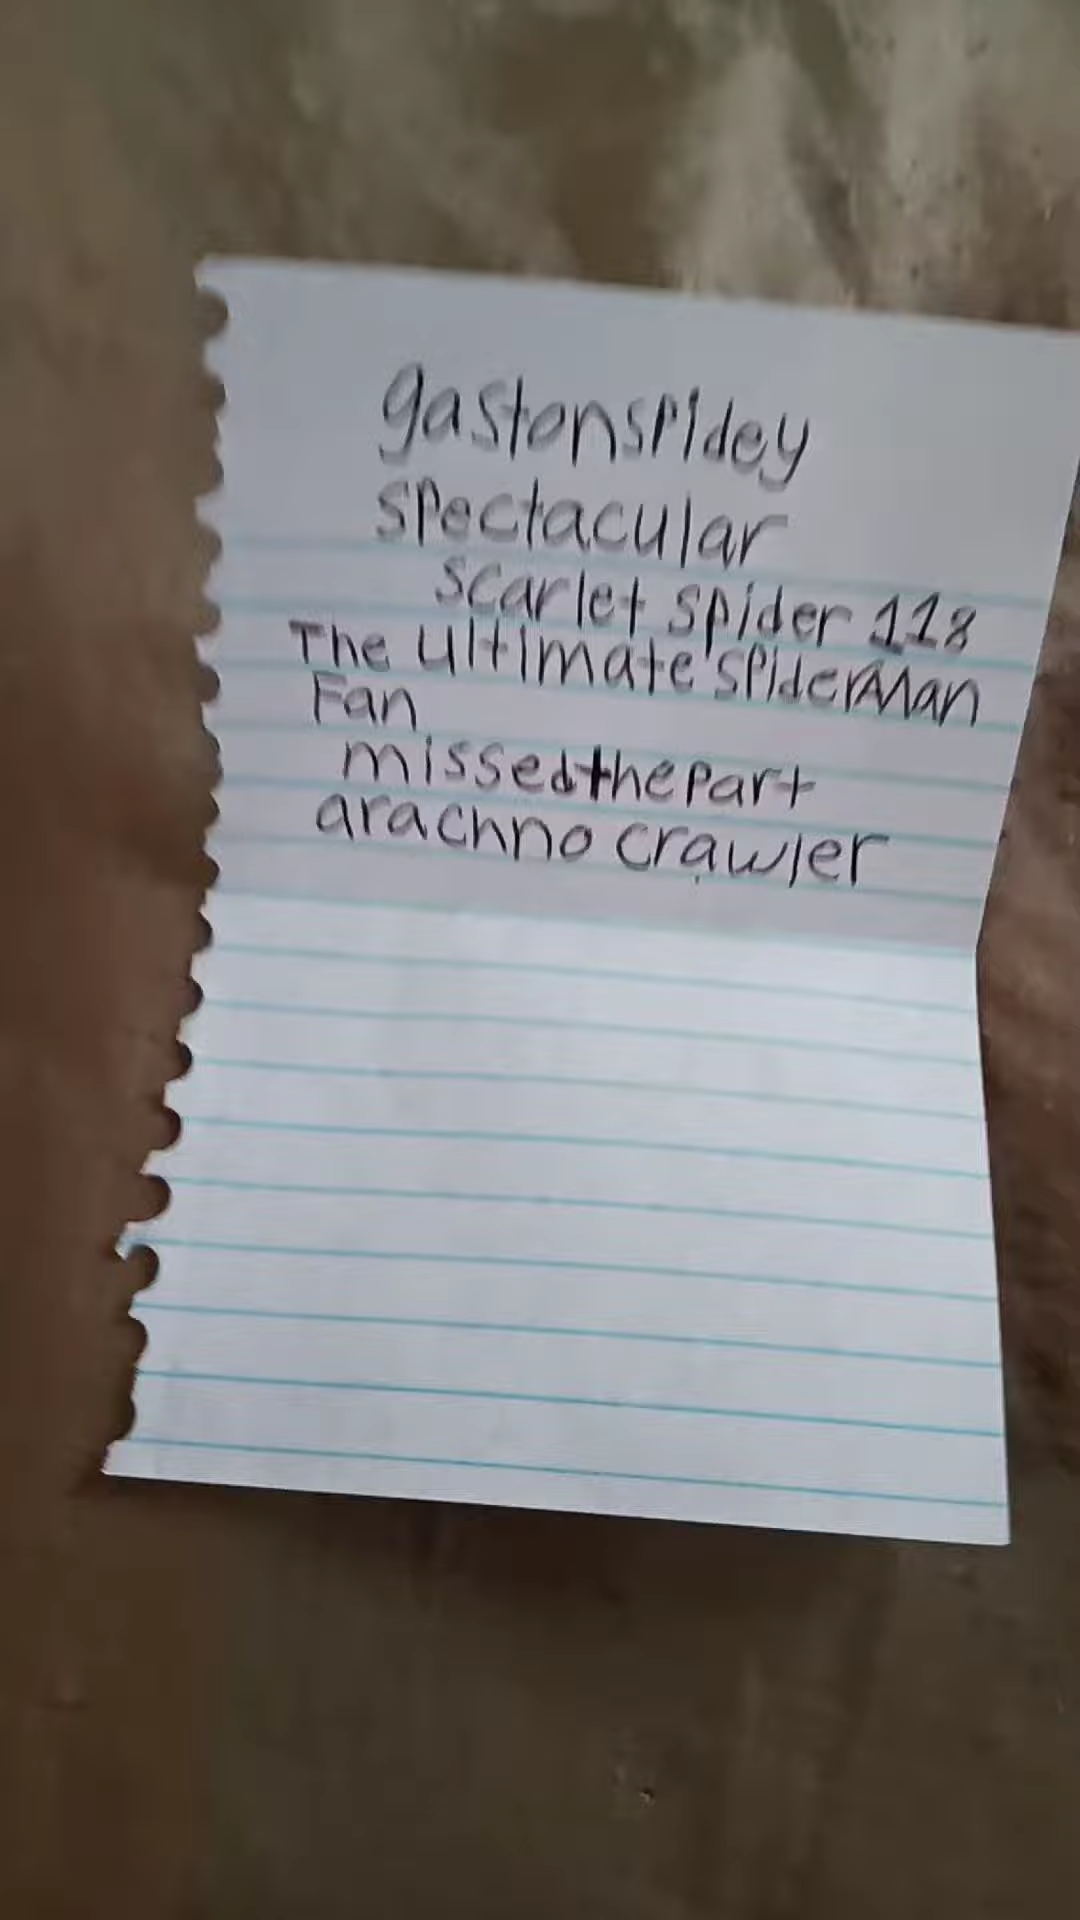 gastonspidey
spectacular
scarlet spider 118
The ultimate spiderMan
Fan
missedthepart
arachno crawler